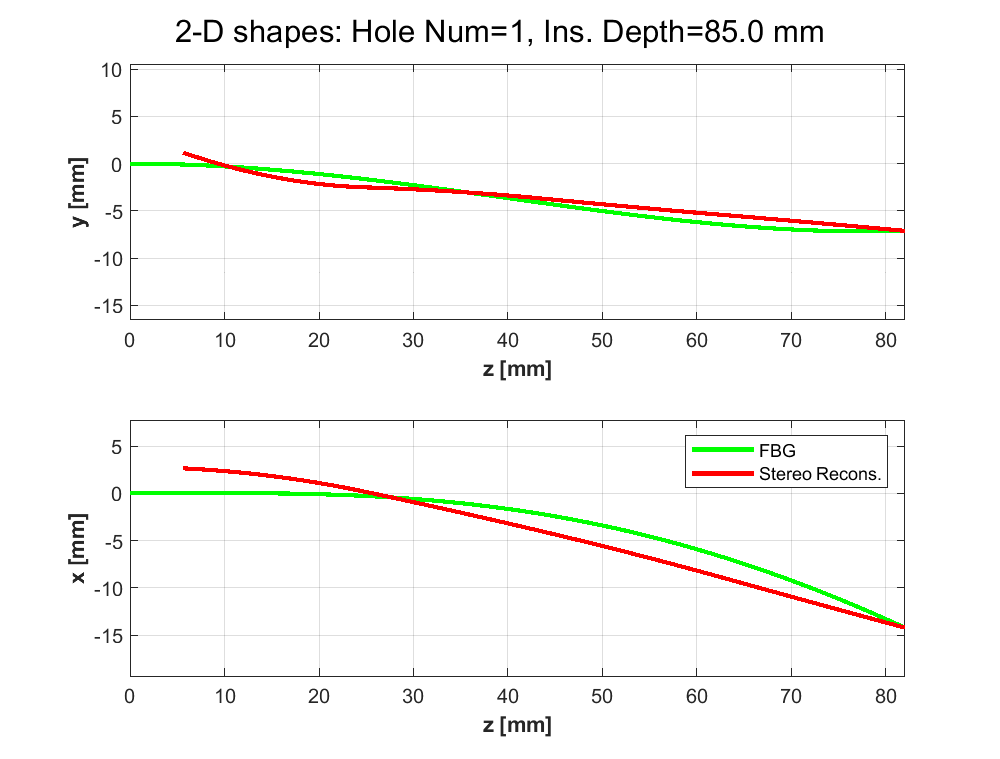 2-D shapes: Hole Num=1, Ins. Depth=85.0 mm
10
5
0
-5
-10
-15
y [mm]
0 10 20 30 40 50 60 70 80
z [mm]
5
0
-5
-10
-15
x [mm]
FBG
Stereo Recons.
0 10 20 30 40 50 60 70 80
z [mm]